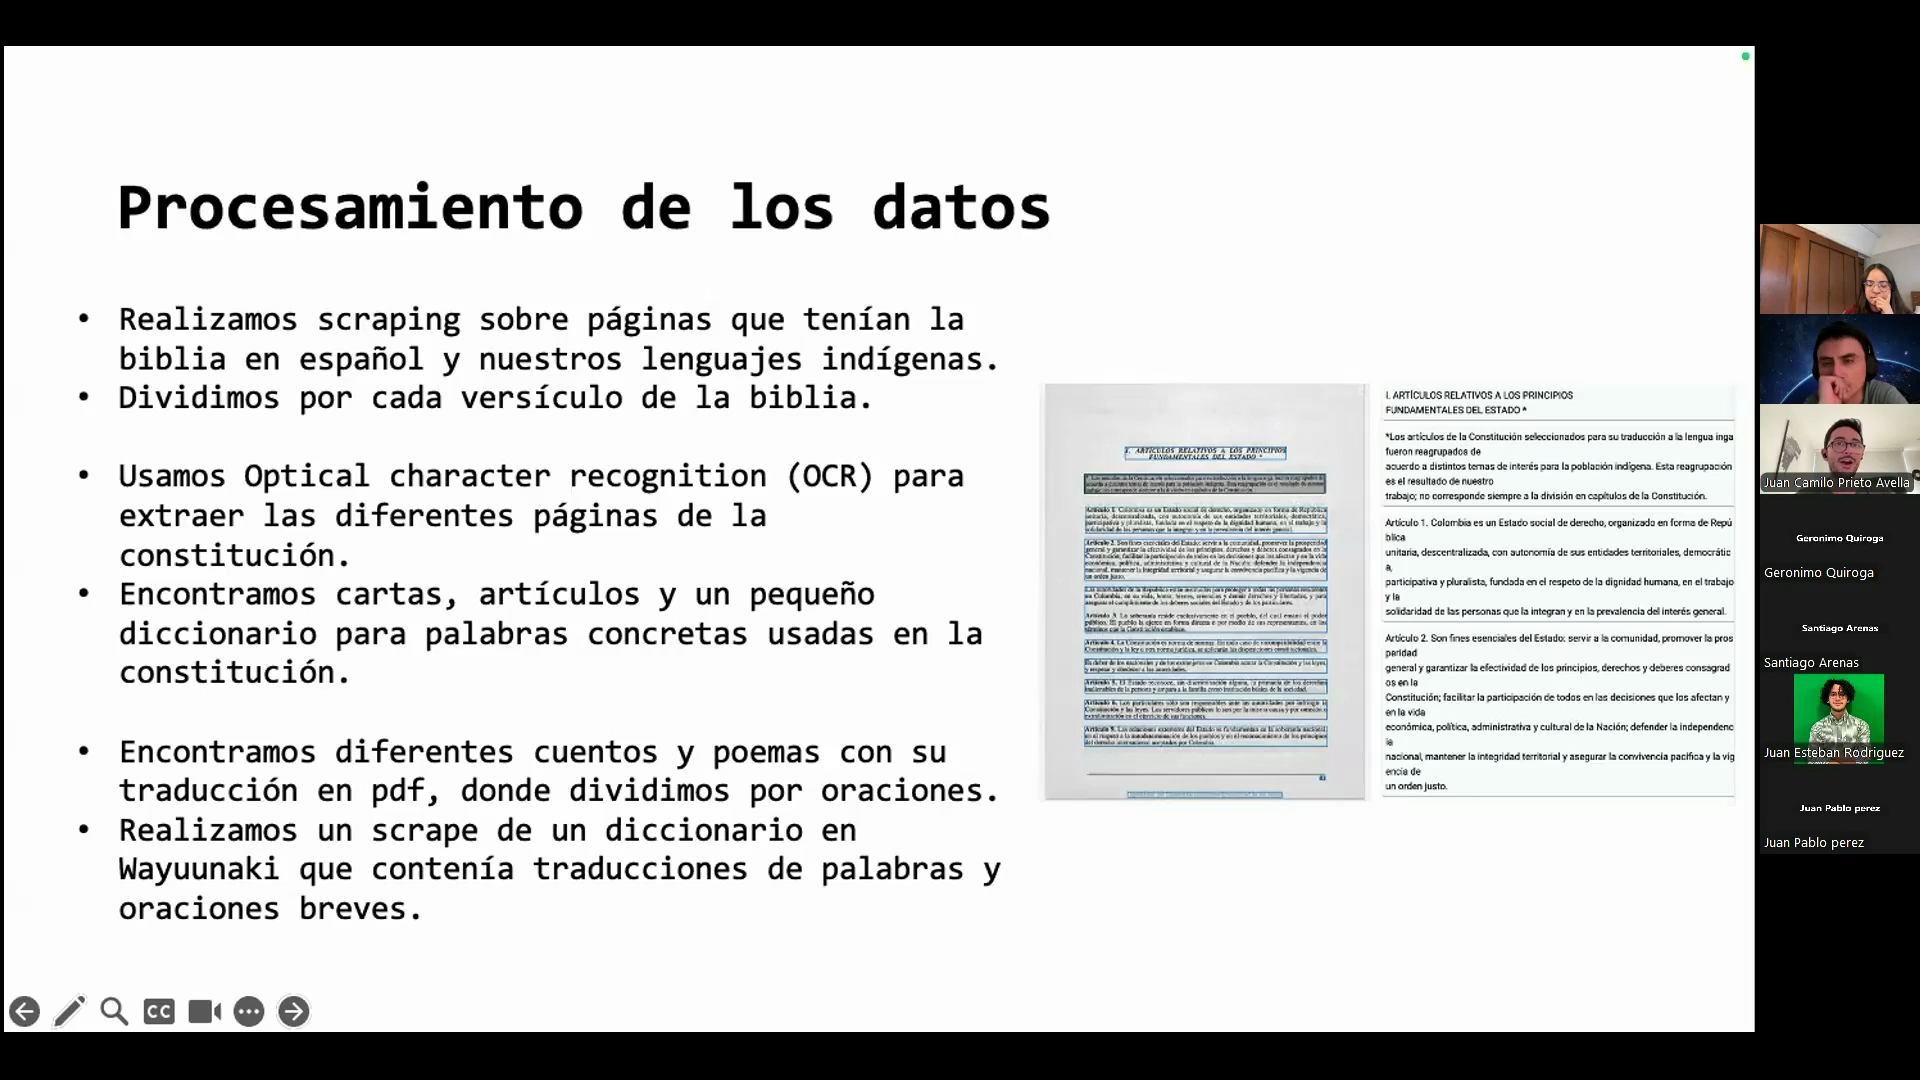 Procesamiento de los datos
• Realizamos scraping sobre páginas que tenían la
biblia en español y nuestros lenguajes indígenas.
• Dividimos por cada versículo de la biblia.
• Usamos Optical character recognition (OCR) para
extraer las diferentes páginas de la
constitución.
• Encontramos cartas, artículos y un pequeño
diccionario para palabras concretas usadas en la
constitución.
• Encontramos diferentes cuentos y poemas con su
traducción en pdf, donde dividimos por oraciones.
• Realizamos un scrape de un diccionario en
Wayuunaki que contenía traducciones de palabras y
oraciones breves.
I. ARTICULOS RELATIVOS A LOS PRINCIPIOS
FUNDAMENTALES DEL ESTADO *
I. ARTÍCULOS RELATIVOS A LOS PRINCIPIOS
FUNDAMENTALES DEL ESTADO *
*Los artículos de la Constitución seleccionados para su traducción a la lengua inga
fueron reagrupados de
acuerdo a distintos temas de interés para la población indígena. Esta reagrupación
es el resultado de nuestro
trabajo; no corresponde siempre a la división en capítulos de la Constitución.
Artículo 1. Colombia es un Estado social de derecho, organizado en forma de Repú
blica
unitaria, descentralizada, con autonomía de sus entidades territoriales, democrátic
a,
participativa y pluralista, fundada en el respeto de la dignidad humana, en el trabajo
y la
solidaridad de las personas que la integran y en la prevalencia del interés general.
Artículo 2. Son fines esenciales del Estado: servir a la comunidad, promover la pros
peridad
general y garantizar la efectividad de los principios, derechos y deberes consagrad
os en la
Constitución; facilitar la participación de todos en las decisiones que los afectan y
en la vida
económica, política, administrativa y cultural de la Nación; defender la independenc
ia
nacional, mantener la integridad territorial y asegurar la convivencia pacifica y la vig
encia de
un orden justo.
CC
Juan Camilo Prieto Avella
Geronimo Quiroga
Geronimo Quiroga
Santiago Arenas
Santiago Arenas
Juan Esteban Rodriguez
Juan Pablo perez
Juan Pablo perez